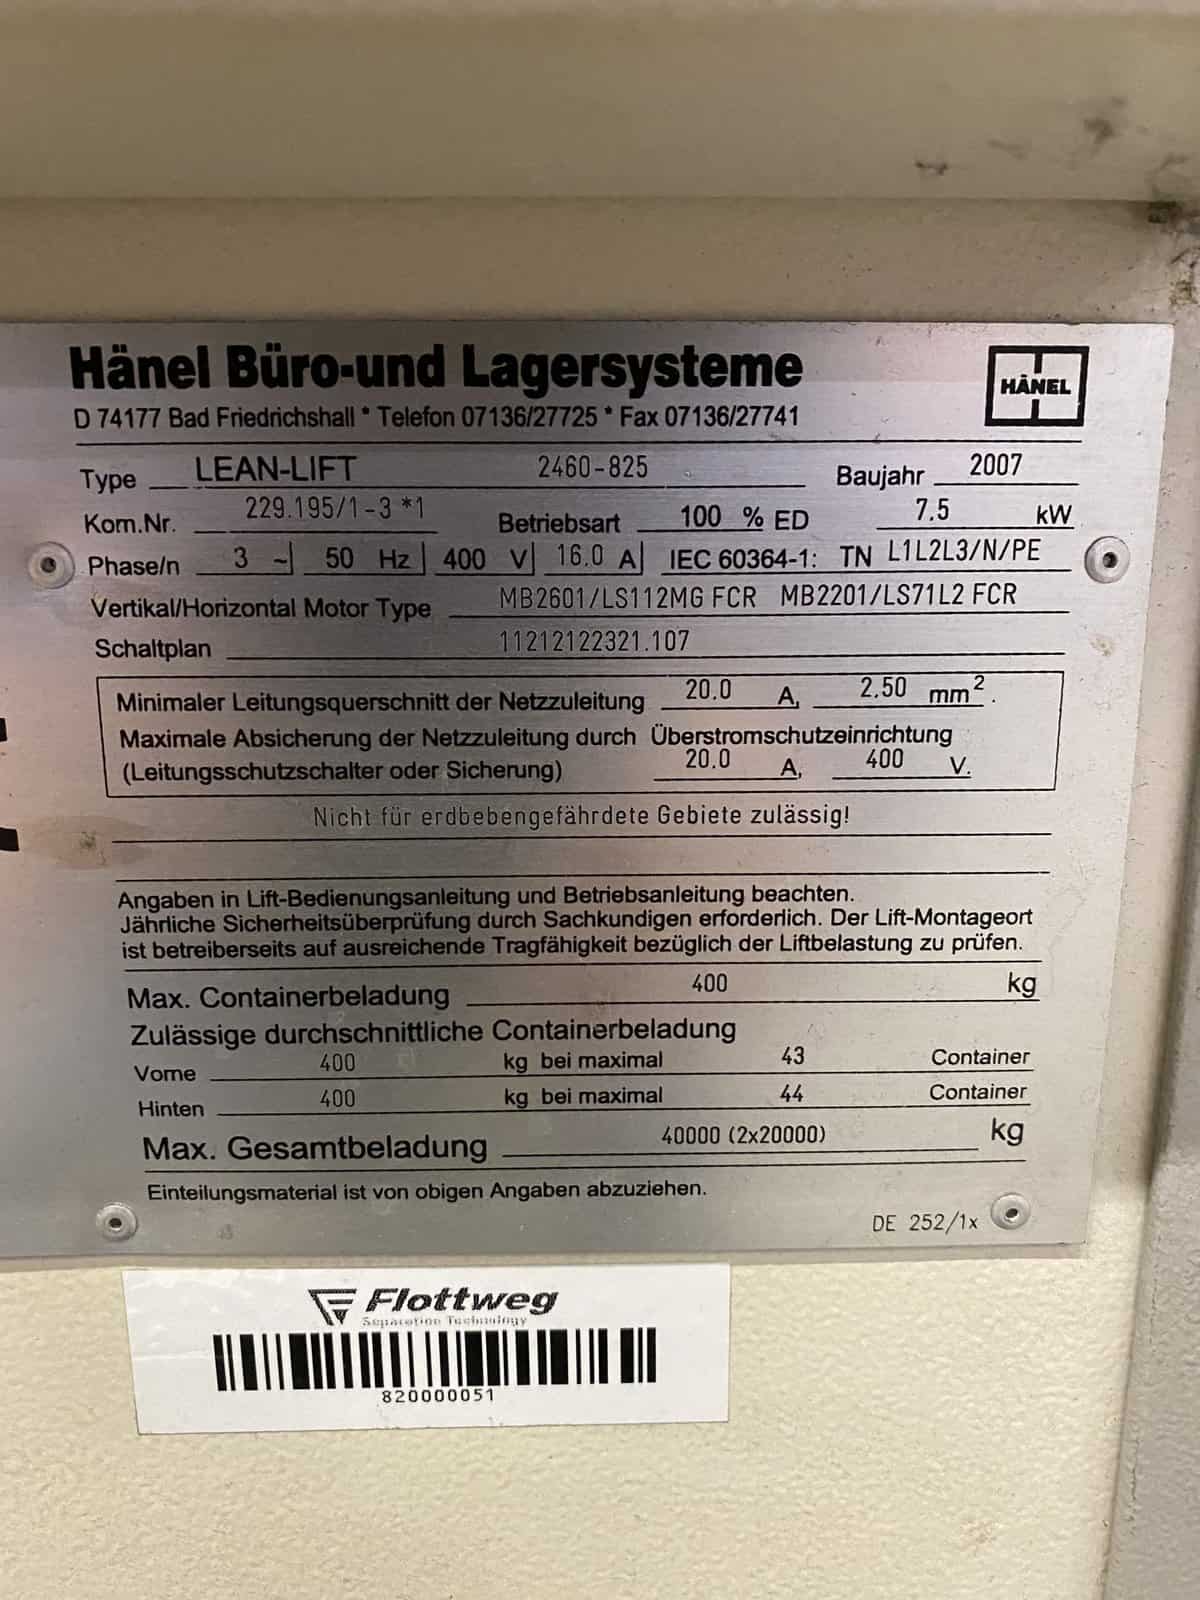 Hänel Büro-und Lagersysteme
HÄNEL
D 74177 Bad Friedrichshall * Telefon 07136/27725 * Fax 07136/27741
Type LEAN-LIFT 2460-825 Baujahr 2007
Kom.Nr. 229.195/1-3 *1 Betriebsart 100 % ED 7.5 kW
Phase/n 3 ~ 50 Hz 400 V 16.0 A IEC 60364-1: TN L1L2L3/N/PE
Vertikal/Horizontal Motor Type MB2601/LS112MG FCR MB2201/LS71L2 FCR
Schaltplan 11212122321.107
Minimaler Leitungsquerschnitt der Netzzuleitung 20.0 A, 2.50 mm².
Maximale Absicherung der Netzzuleitung durch Überstromschutzeinrichtung
(Leitungsschutzschalter oder Sicherung) 20.0 A, 400 V.
Nicht für erdbebengefährdete Gebiete zulässig!
Angaben in Lift-Bedienungsanleitung und Betriebsanleitung beachten.
Jährliche Sicherheitsüberprüfung durch Sachkundigen erforderlich. Der Lift-Montageort
ist betreiberseits auf ausreichende Tragfähigkeit bezüglich der Liftbelastung zu prüfen.
Max. Containerbeladung 400 kg
Zulässige durchschnittliche Containerbeladung
Vorne 400 kg bei maximal 43 Container
Hinten 400 kg bei maximal 44 Container
Max. Gesamtbeladung 40000 (2x20000) kg
Einteilungsmaterial ist von obigen Angaben abzuziehen.
DE 252/1x
Flottweg
Separation Technology
820000051